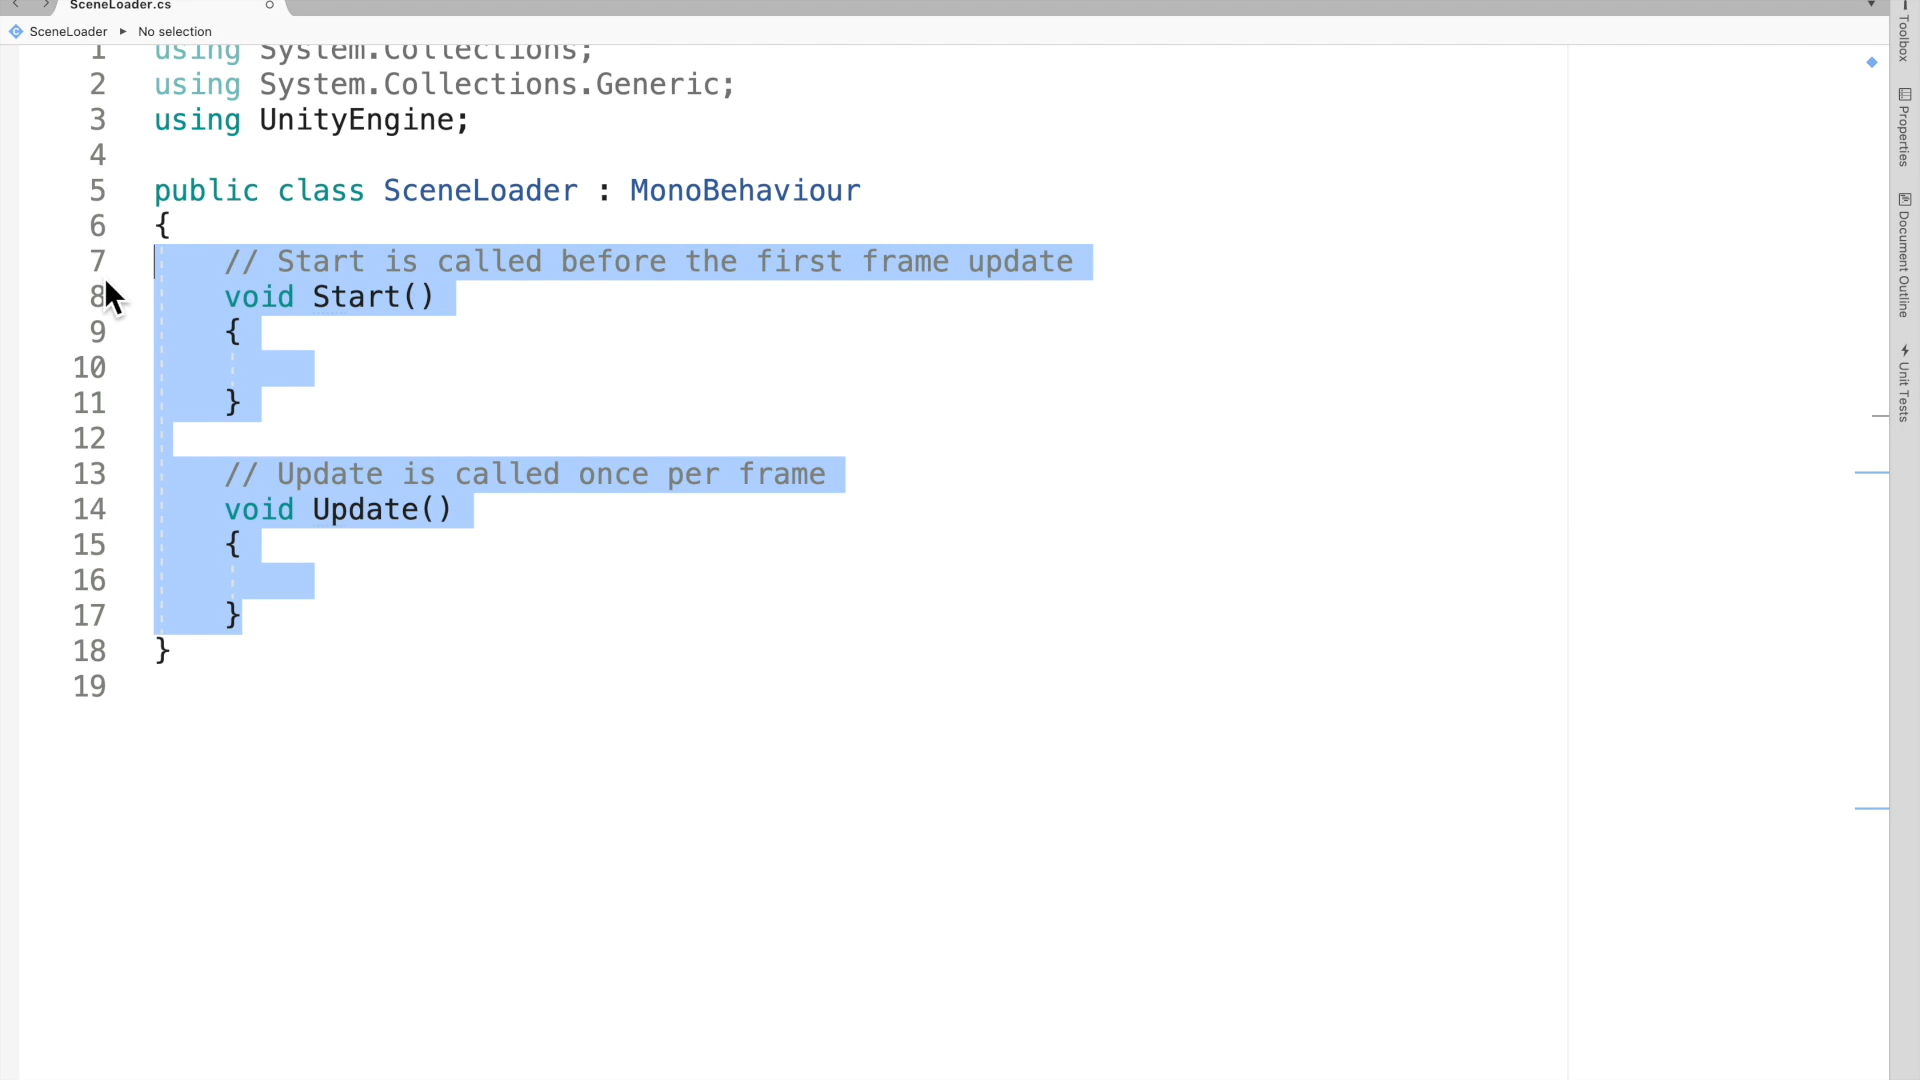 SceneLoader.cs
SceneLoader ▸ No selection
1 using System.Collections;
2 using System.Collections.Generic;
3 using UnityEngine;
4
5 public class SceneLoader : MonoBehaviour
6 {
7 // Start is called before the first frame update
8 void Start()
9 {
10
11 }
12
13 // Update is called once per frame
14 void Update()
15 {
16
17 }
18 }
19
Toolbox
Properties
Document Outline
Unit Tests